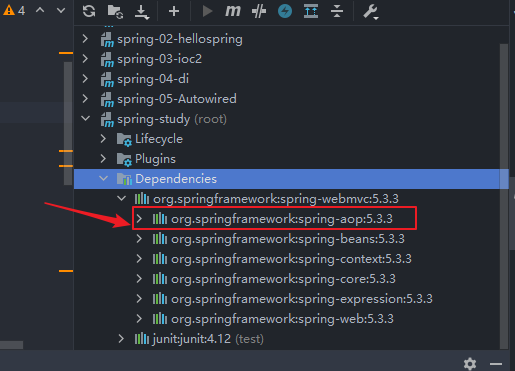 4
m
spring-02-hellospring
spring-03-ioc2
spring-04-di
spring-05-Autowired
spring-study (root)
Lifecycle
Plugins
Dependencies
org.springframework:spring-webmvc:5.3.3
org.springframework:spring-aop:5.3.3
org.springframework:spring-beans:5.3.3
org.springframework:spring-context:5.3.3
org.springframework:spring-core:5.3.3
org.springframework:spring-expression:5.3.3
org.springframework:spring-web:5.3.3
junit:junit:4.12 (test)